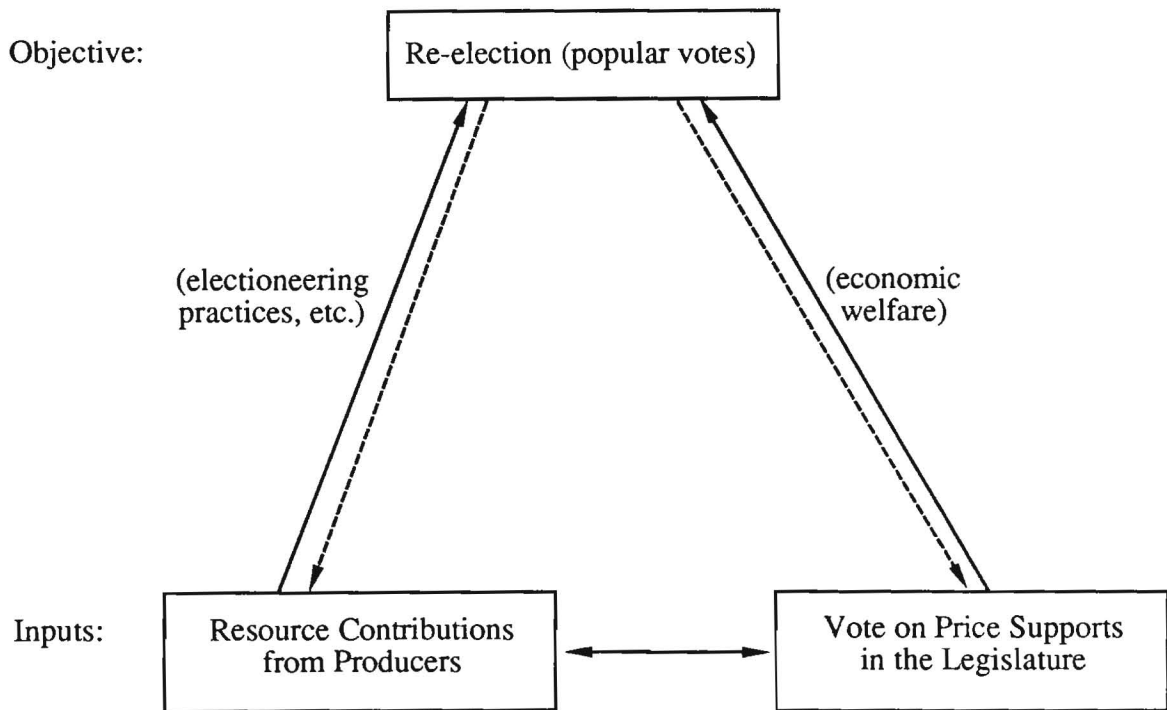 Objective:
Re-election (popular votes)
(electioneering
practices, etc.)
(economic
welfare)
Inputs:
Resource Contributions
from Producers
Vote on Price Supports
in the Legislature